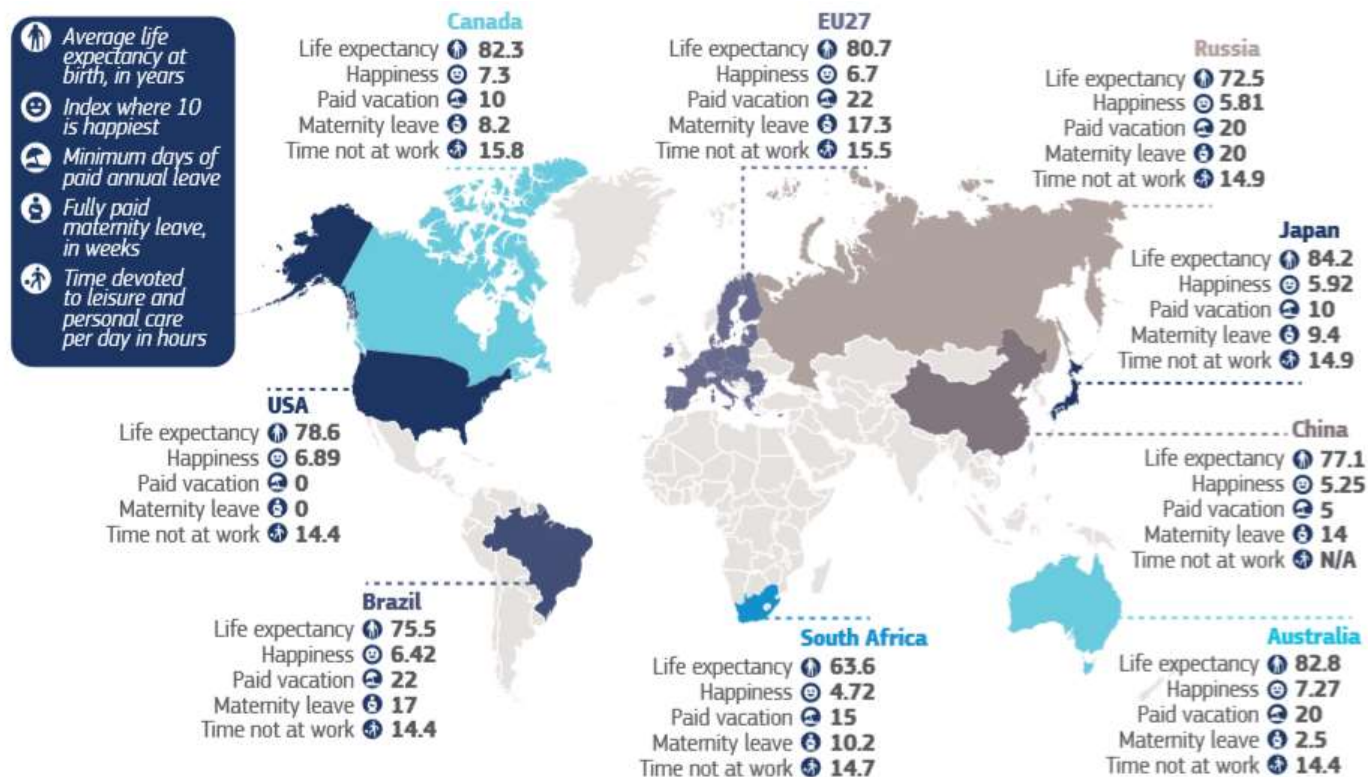 Average life
expectancy at
birth, in years
Index where 10
is happiest
Minimum days of
paid annual leave
Fully paid
maternity leave,
in weeks
Time devoted
to leisure and
personal care
per day in hours
Canada
Life expectancy 82.3
Happiness 7.3
Paid vacation 10
Maternity leave 8.2
Time not at work 15.8
EU27
Life expectancy 80.7
Happiness 6.7
Paid vacation 22
Maternity leave 17.3
Time not at work 15.5
Russia
Life expectancy 72.5
Happiness 5.81
Paid vacation 20
Maternity leave 20
Time not at work 14.9
Japan
Life expectancy 84.2
Happiness 5.92
Paid vacation 10
Maternity leave 9.4
Time not at work 14.9
USA
Life expectancy 78.6
Happiness 6.89
Paid vacation 0
Maternity leave 0
Time not at work 14.4
China
Life expectancy 77.1
Happiness 5.25
Paid vacation 5
Maternity leave 14
Time not at work N/A
Brazil
Life expectancy 75.5
Happiness 6.42
Paid vacation 22
Maternity leave 17
Time not at work 14.4
South Africa
Life expectancy 63.6
Happiness 4.72
Paid vacation 15
Maternity leave 10.2
Time not at work 14.7
Australia
Life expectancy 82.8
Happiness 7.27
Paid vacation 20
Maternity leave 2.5
Time not at work 14.4